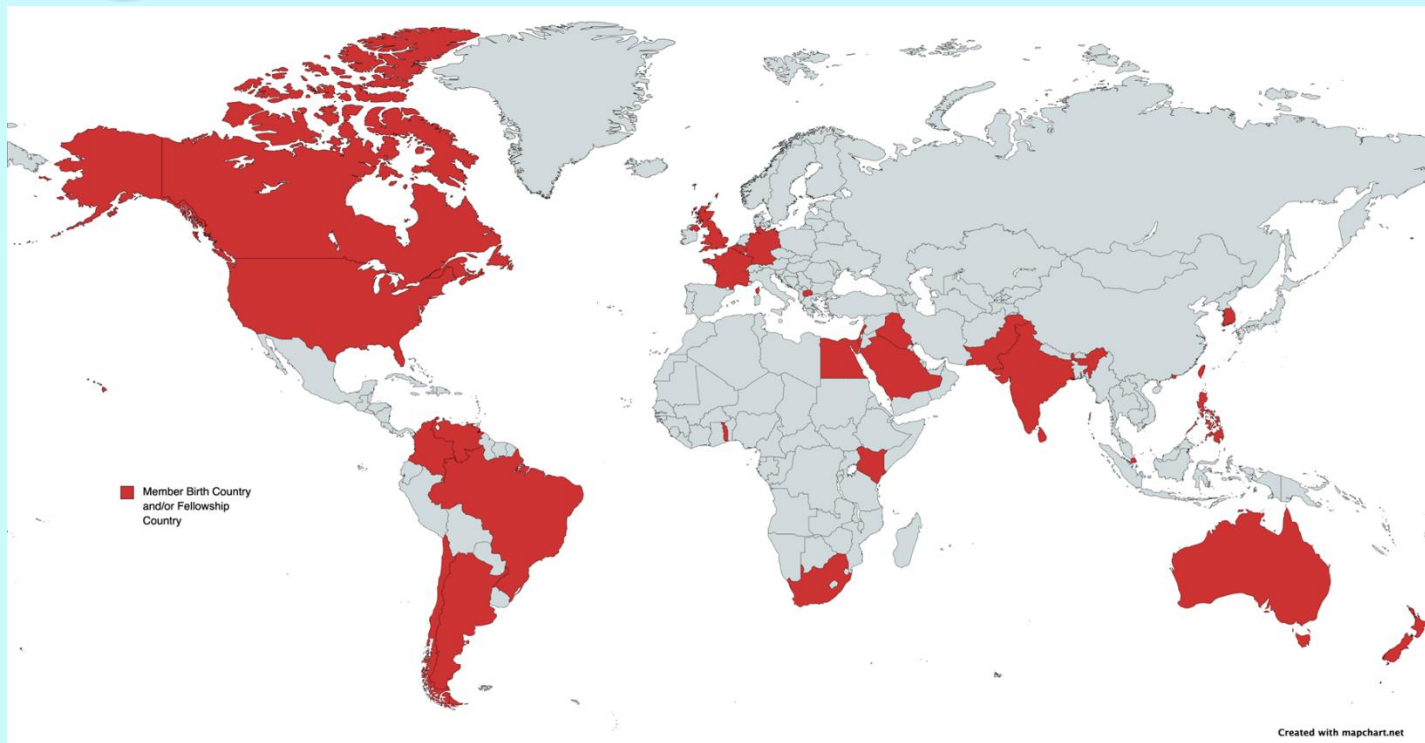 Member Birth Country
and/or Fellowship
Country
Created with mapchart.net